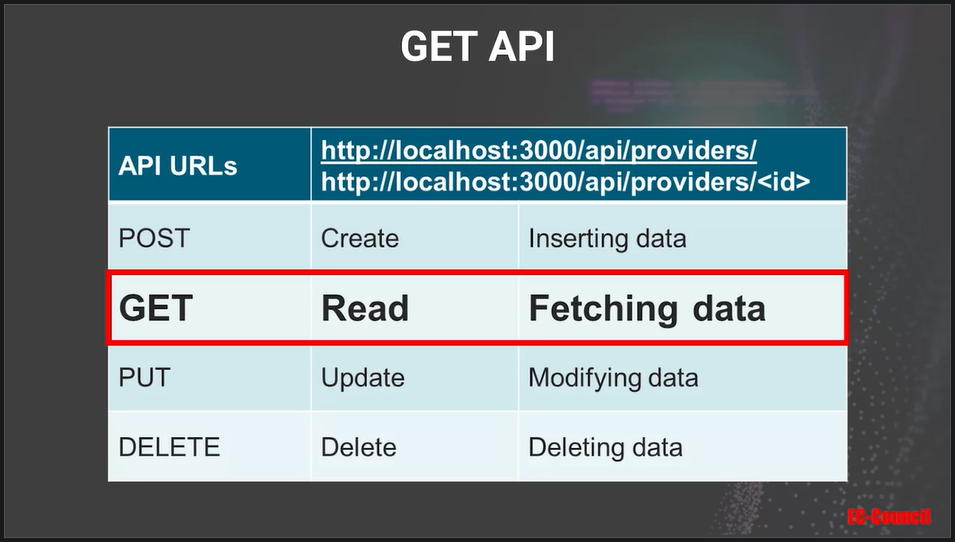 GET API
API URLs
http://localhost:3000/api/providers/
http://localhost:3000/api/providers/<id>
POST Create Inserting data
GET Read Fetching data
PUT Update Modifying data
DELETE Delete Deleting data
EC-Council